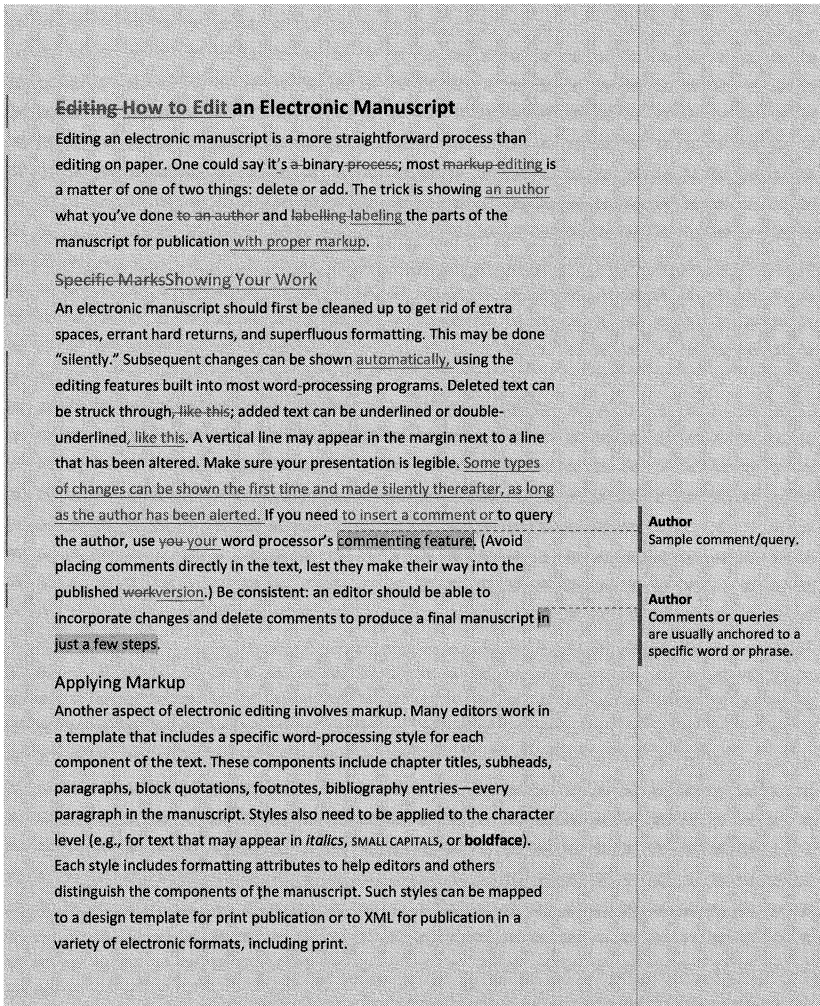 Editing How to Edit an Electronic Manuscript
Editing an electronic manuscript is a more straightforward process than
editing on paper. One could say it's a binary process; most markup editing is
a matter of one of two things: delete or add. The trick is showing an author
what you've done to an author and labelling labeling the parts of the
manuscript for publication with proper markup.
Specific MarksShowing Your Work
An electronic manuscript should first be cleaned up to get rid of extra
spaces, errant hard returns, and superfluous formatting. This may be done
“silently.” Subsequent changes can be shown automatically, using the
editing features built into most word-processing programs. Deleted text can
be struck through, like this; added text can be underlined or double-
underlined, like this. A vertical line may appear in the margin next to a line
that has been altered. Make sure your presentation is legible. Some types
of changes can be shown the first time and made silently thereafter, as long
as the author has been alerted. If you need to insert a comment or to query
the author, use you your word processor's commenting feature. (Avoid
placing comments directly in the text, lest they make their way into the
published workversion.) Be consistent: an editor should be able to
incorporate changes and delete comments to produce a final manuscript in
just a few steps.
Author
Sample comment/query.
Author
Comments or queries
are usually anchored to a
specific word or phrase.
Applying Markup
Another aspect of electronic editing involves markup. Many editors work in
a template that includes a specific word-processing style for each
component of the text. These components include chapter titles, subheads,
paragraphs, block quotations, footnotes, bibliography entries—every
paragraph in the manuscript. Styles also need to be applied to the character
level (e.g., for text that may appear in italics, SMALL CAPITALS, or boldface).
Each style includes formatting attributes to help editors and others
distinguish the components of the manuscript. Such styles can be mapped
to a design template for print publication or to XML for publication in a
variety of electronic formats, including print.